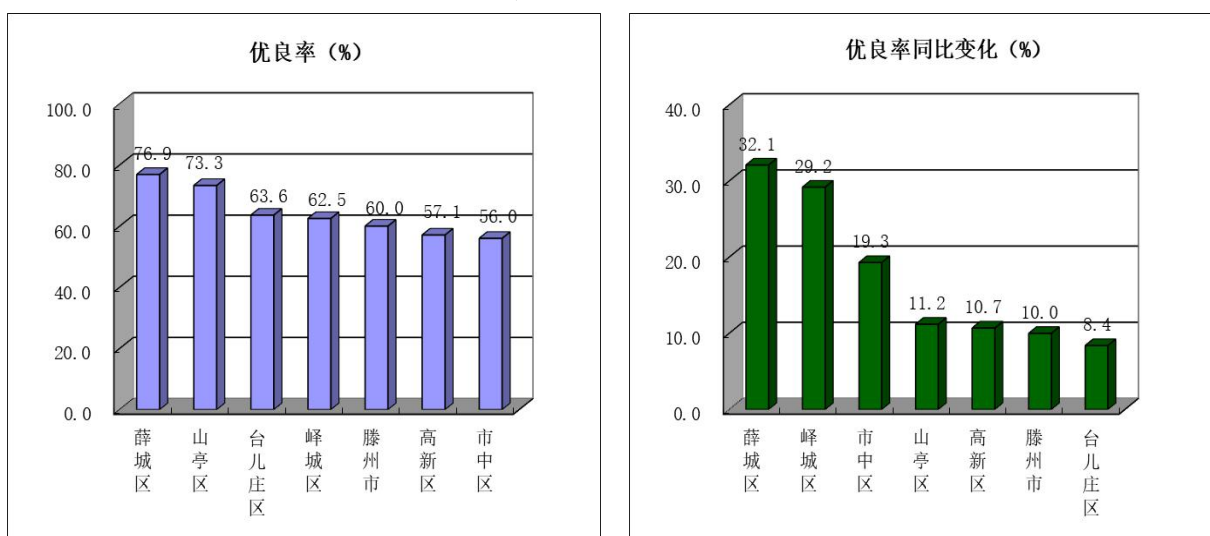 优良率（%）
100.0
80.0
60.0
40.0
20.0
0.0
76.9
73.3
63.6
62.5
60.0
57.1
56.0
薛城区
山亭区
台儿庄区
峄城区
滕州市
高新区
市中区
优良率同比变化（%）
40.0
30.0
20.0
10.0
0.0
32.1
29.2
19.3
11.2
10.7
10.0
8.4
薛城区
峄城区
市中区
山亭区
高新区
滕州市
台儿庄区